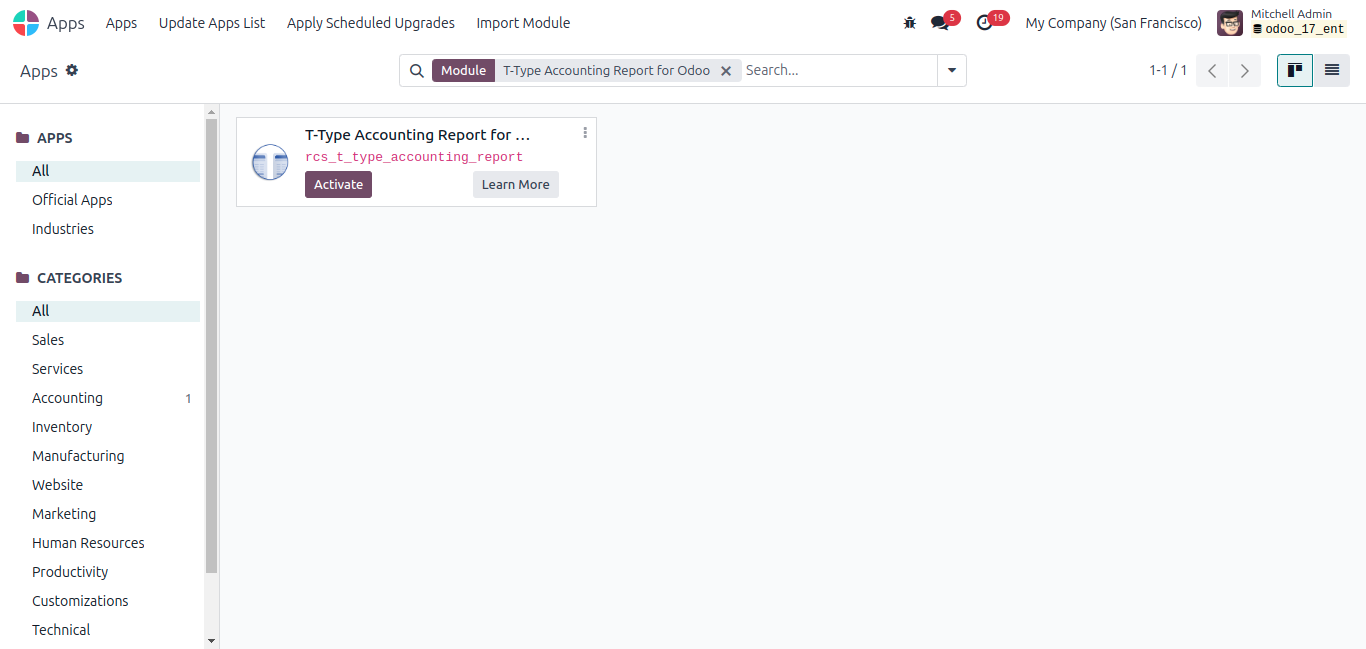 Apps Apps Update Apps List Apply Scheduled Upgrades Import Module 5 19 My Company (San Francisco) Mitchell Admin
odoo_17_ent
Apps Module T-Type Accounting Report for Odoo Search... 1-1 / 1
APPS
All
Official Apps
Industries
CATEGORIES
All
Sales
Services
Accounting 1
Inventory
Manufacturing
Website
Marketing
Human Resources
Productivity
Customizations
Technical
T-Type Accounting Report for ...
rcs_t_type_accounting_report
Activate Learn More